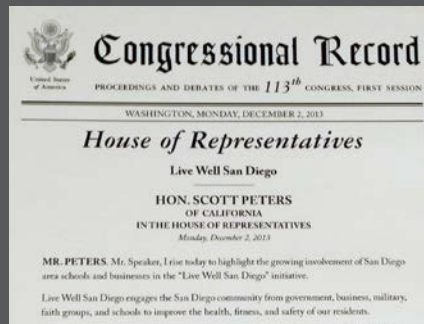 Congressional Record
United States
of America
PROCEEDINGS AND DEBATES OF THE 113th CONGRESS, FIRST SESSION
WASHINGTON, MONDAY, DECEMBER 2, 2013
House of Representatives
Live Well San Diego
HON. SCOTT PETERS
OF CALIFORNIA
IN THE HOUSE OF REPRESENTATIVES
Monday, December 2, 2013
MR. PETERS. Mr. Speaker, I rise today to highlight the growing involvement of San Diego
area schools and businesses in the "Live Well San Diego" initiative.
Live Well San Diego engages the San Diego community from government, business, military,
faith groups, and schools to improve the health, fitness, and safety of our residents.